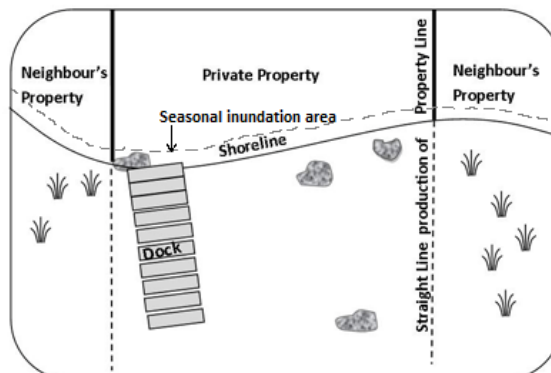 Neighbour's
Property
Private Property
Property Line
Neighbour's
Property
Seasonal inundation area
Shoreline
Dock
Straight Line production of